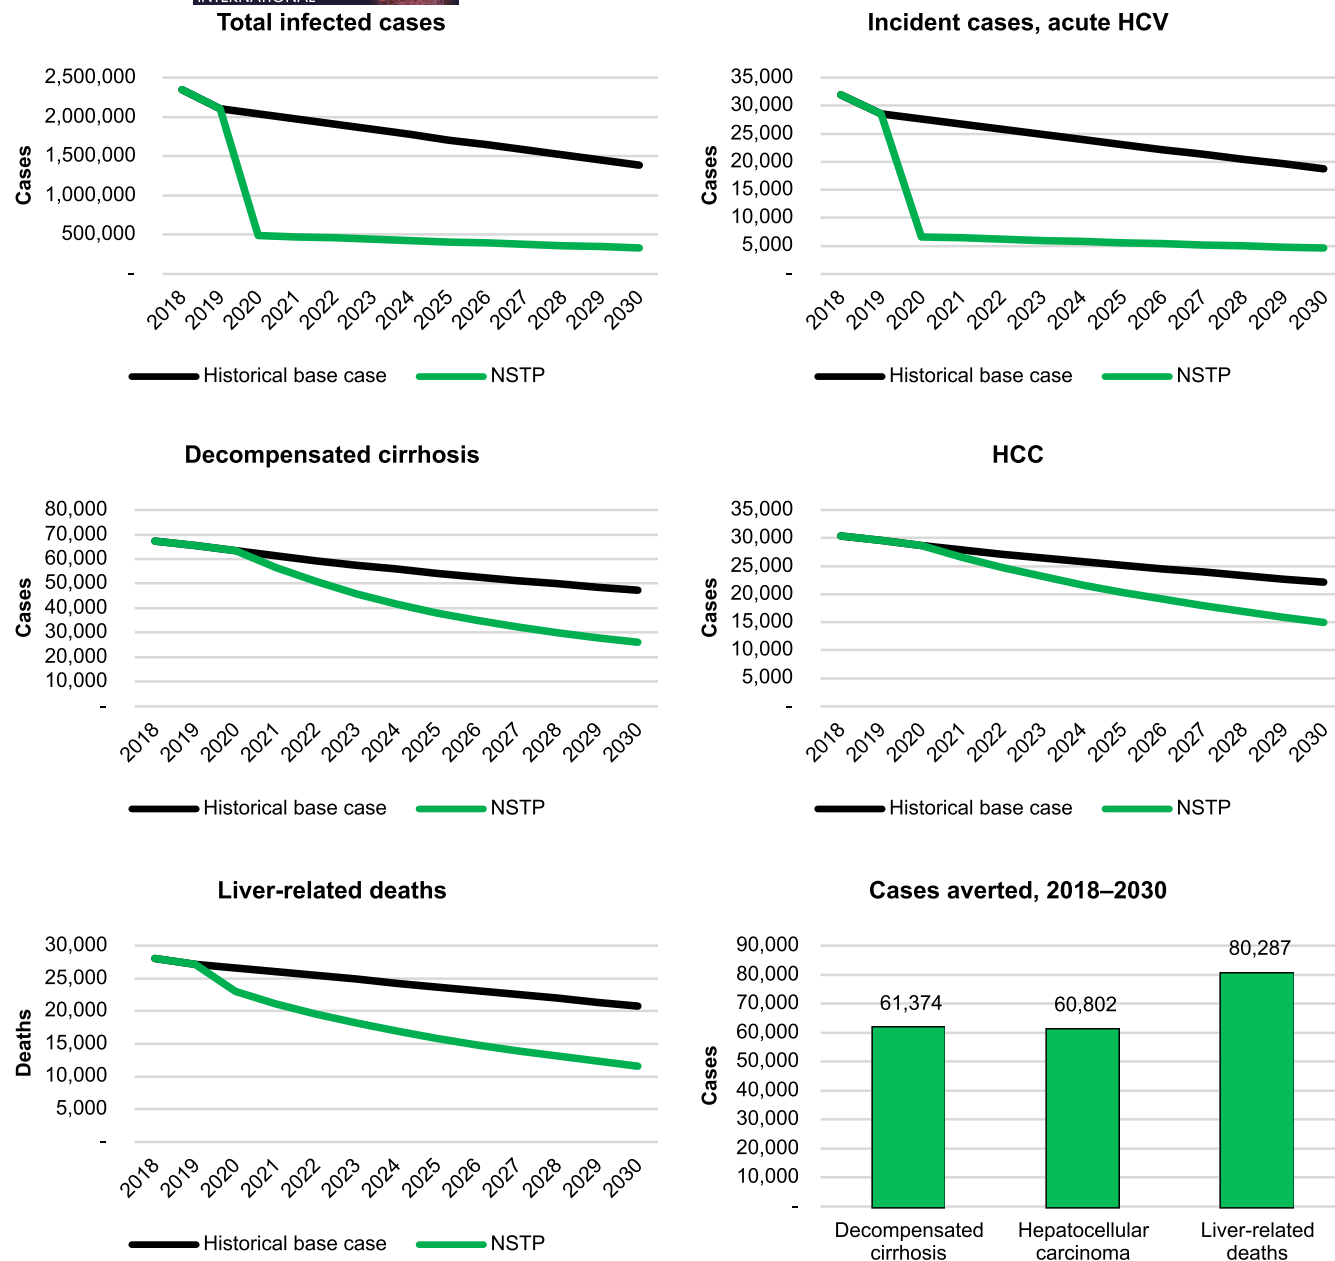 INTERNATIONAL
Total infected cases
Cases
2,500,000
2,000,000
1,500,000
1,000,000
500,000
-
2018 2019 2020 2021 2022 2023 2024 2025 2026 2027 2028 2029 2030
Historical base case NSTP
Incident cases, acute HCV
Cases
35,000
30,000
25,000
20,000
15,000
10,000
5,000
-
2018 2019 2020 2021 2022 2023 2024 2025 2026 2027 2028 2029 2030
Historical base case NSTP
Decompensated cirrhosis
Cases
80,000
70,000
60,000
50,000
40,000
30,000
20,000
10,000
-
2018 2019 2020 2021 2022 2023 2024 2025 2026 2027 2028 2029 2030
Historical base case NSTP
HCC
Cases
35,000
30,000
25,000
20,000
15,000
10,000
5,000
-
2018 2019 2020 2021 2022 2023 2024 2025 2026 2027 2028 2029 2030
Historical base case NSTP
Liver-related deaths
Deaths
30,000
25,000
20,000
15,000
10,000
5,000
-
2018 2019 2020 2021 2022 2023 2024 2025 2026 2027 2028 2029 2030
Historical base case NSTP
Cases averted, 2018–2030
Cases
90,000
80,000
70,000
60,000
50,000
40,000
30,000
20,000
10,000
-
61,374 60,802 80,287
Decompensated
cirrhosis
Hepatocellular
carcinoma
Liver-related
deaths